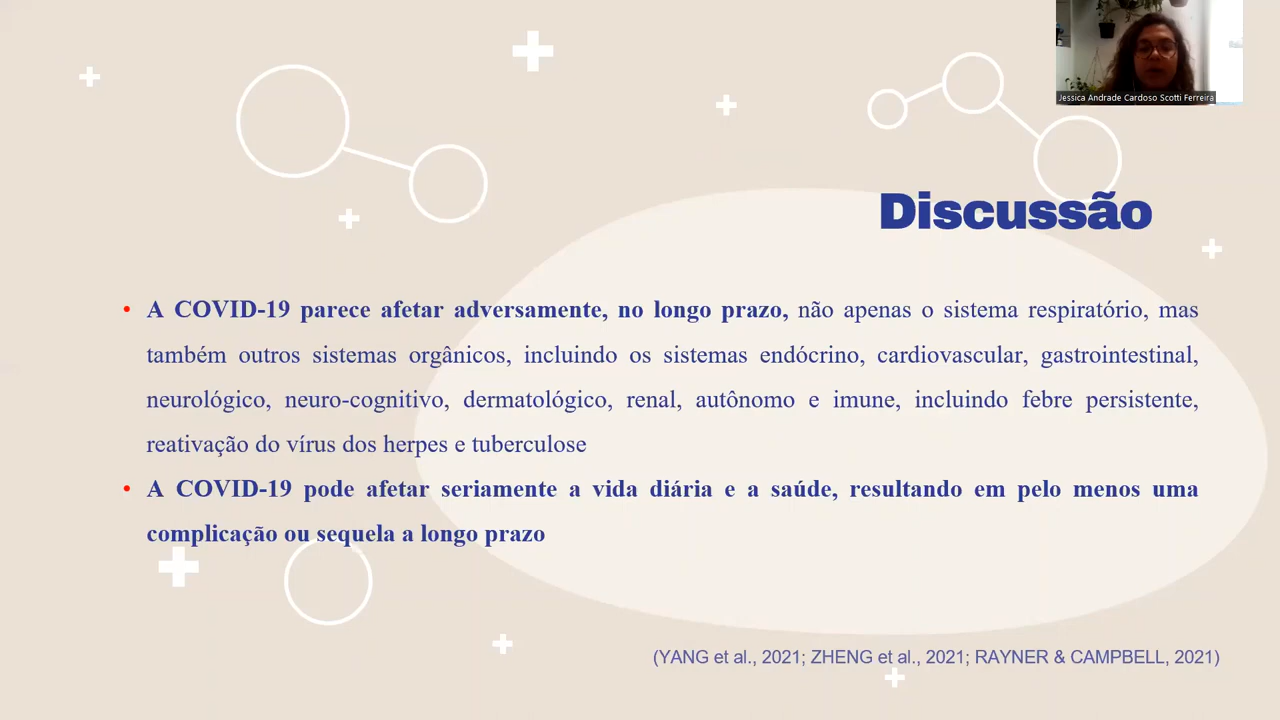 Jessica Andrade Cardoso Scotti Ferreira
Discussão
• A COVID-19 parece afetar adversamente, no longo prazo, não apenas o sistema respiratório, mas
também outros sistemas orgânicos, incluindo os sistemas endócrino, cardiovascular, gastrointestinal,
neurológico, neuro-cognitivo, dermatológico, renal, autônomo e imune, incluindo febre persistente,
reativação do vírus dos herpes e tuberculose
• A COVID-19 pode afetar seriamente a vida diária e a saúde, resultando em pelo menos uma
complicação ou sequela a longo prazo
(YANG et al., 2021; ZHENG et al., 2021; RAYNER & CAMPBELL, 2021)